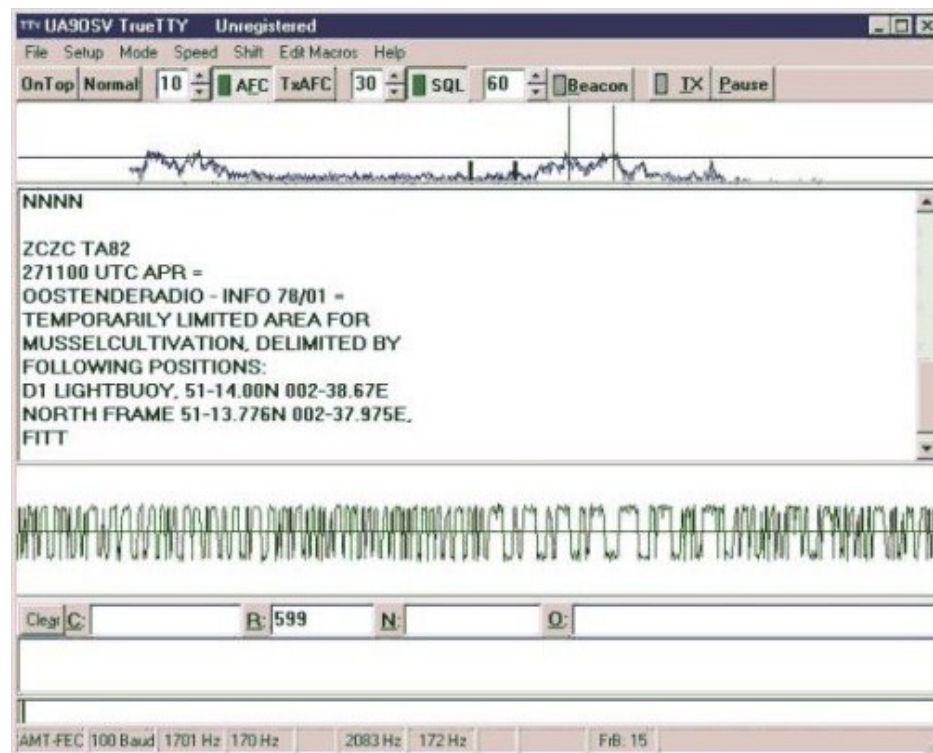 TTY UA9OSV TrueTTY Unregistered
File Setup Mode Speed Shift Edit Macros Help
OnTop Normal 10 AFC TxAFC 30 SQL 60 Beacon TX Pause
NNNN
ZCZC TA82
271100 UTC APR =
OOSTENDERADIO - INFO 78/01 =
TEMPORARILY LIMITED AREA FOR
MUSSELCULTIVATION, DELIMITED BY
FOLLOWING POSITIONS:
D1 LIGHTBUOY, 51-14.00N 002-38.67E
NORTH FRAME 51-13.776N 002-37.975E,
FITT
Clear C: R: 599 N: Q:
AMT-FEC 100 Baud 1701 Hz 170 Hz 2083 Hz 172 Hz FrB: 15